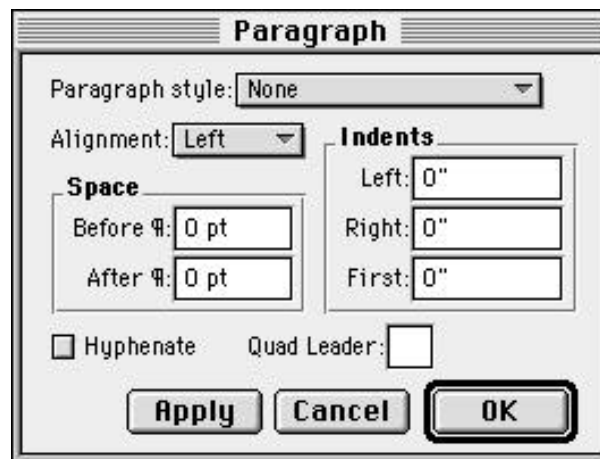 Paragraph
Paragraph style: None
Alignment: Left
Indents
Left: 0"
Right: 0"
First: 0"
Space
Before ¶: 0 pt
After ¶: 0 pt
Hyphenate
Quad Leader:
Apply
Cancel
OK